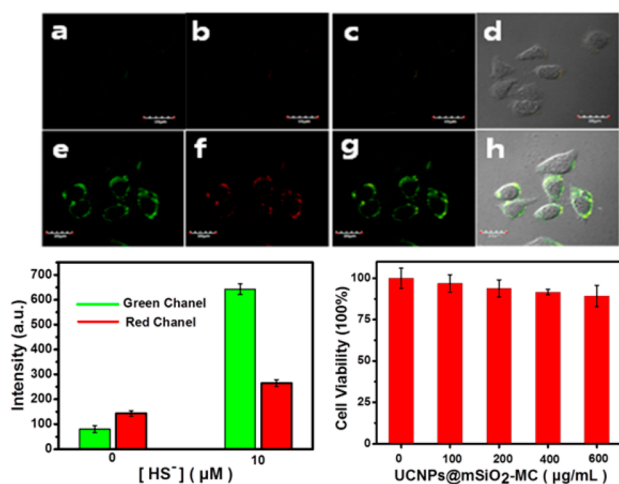 a b c d
e f g h
700
600
500
400
300
200
100
0
Intensity (a.u.)
Green Chanel
Red Chanel
0 10
[ HS⁻] ( µM )
100
75
50
25
0
Cell Viability (100%)
0 100 200 400 600
UCNPs@mSiO₂-MC ( µg/mL )